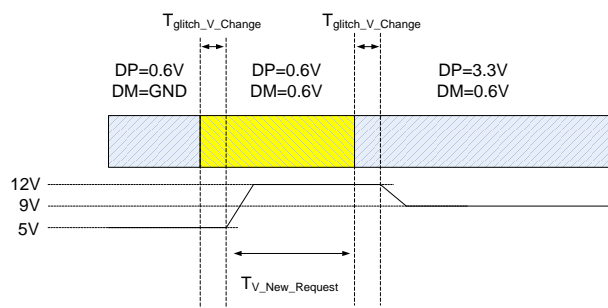 Tglitch_V_Change
Tglitch_V_Change
DP=0.6V
DM=GND
DP=0.6V
DM=0.6V
DP=3.3V
DM=0.6V
12V
9V
5V
TV_New_Request